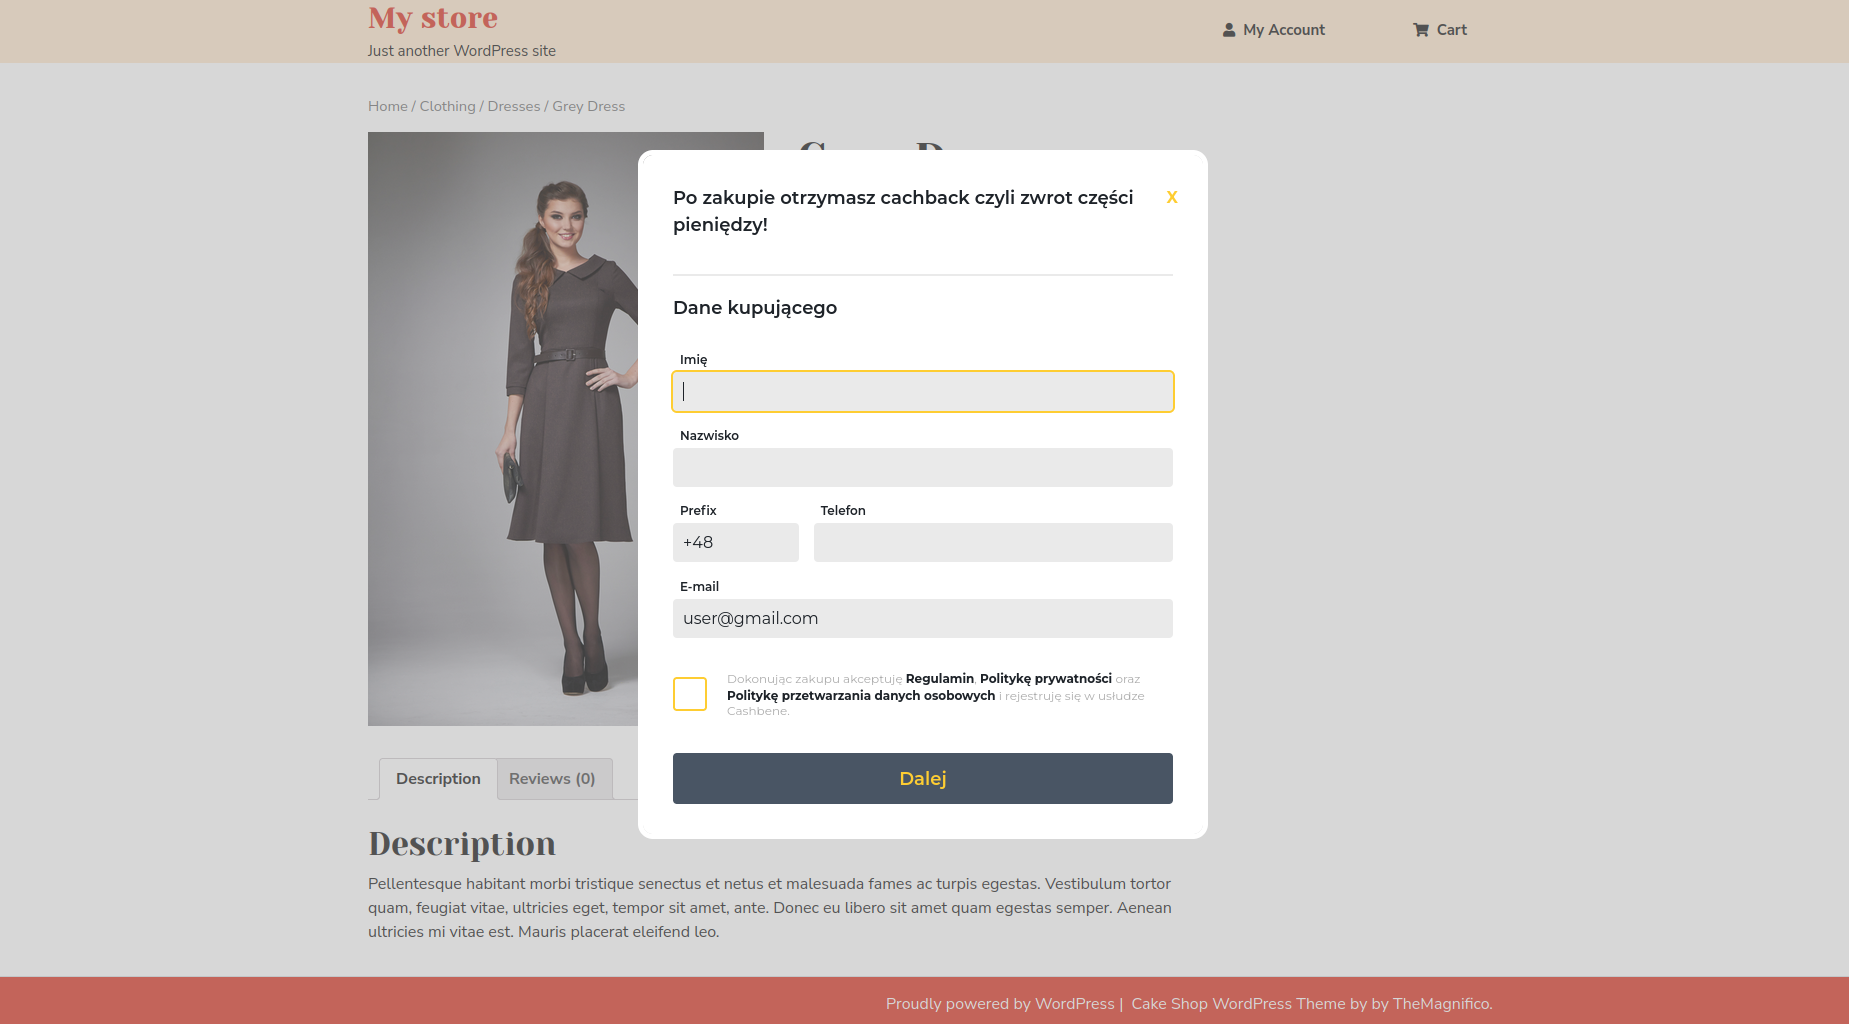 My store
Just another WordPress site
My Account
Cart
Home / Clothing / Dresses / Grey Dress
Po zakupie otrzymasz cachback czyli zwrot części
pieniędzy!
X
Dane kupującego
Imię
Nazwisko
Prefix
Telefon
+48
E-mail
user@gmail.com
Dokonując zakupu akceptuję Regulamin, Politykę prywatności oraz
Politykę przetwarzania danych osobowych i rejestruję się w usłudze
Cashbene.
Dalej
Description
Reviews (0)
Description
Pellentesque habitant morbi tristique senectus et netus et malesuada fames ac turpis egestas. Vestibulum tortor
quam, feugiat vitae, ultricies eget, tempor sit amet, ante. Donec eu libero sit amet quam egestas semper. Aenean
ultricies mi vitae est. Mauris placerat eleifend leo.
Proudly powered by WordPress | Cake Shop WordPress Theme by by TheMagnifico.